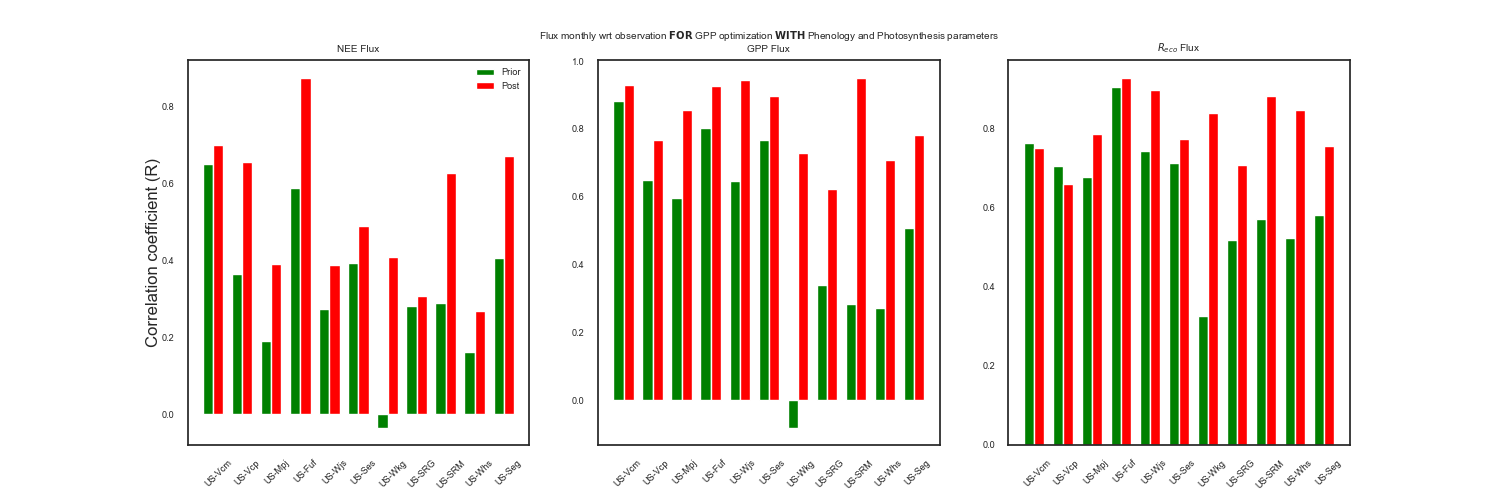 Flux monthly wrt observation FOR GPP optimization WITH Phenology and Photosynthesis parameters
NEE Flux
GPP Flux
Reco Flux
Prior
Post
Correlation coefficient (R)
0.8
0.6
0.4
0.2
0.0
US-Vcm
US-Vcp
US-Mpj
US-Fuf
US-Wjs
US-Ses
US-Wkg
US-SRG
US-SRM
US-Whs
US-Seg
1.0
0.8
0.6
0.4
0.2
0.0
US-Vcm
US-Vcp
US-Mpj
US-Fuf
US-Wjs
US-Ses
US-Wkg
US-SRG
US-SRM
US-Whs
US-Seg
0.8
0.6
0.4
0.2
0.0
US-Vcm
US-Vcp
US-Mpj
US-Fuf
US-Wjs
US-Ses
US-Wkg
US-SRG
US-SRM
US-Whs
US-Seg